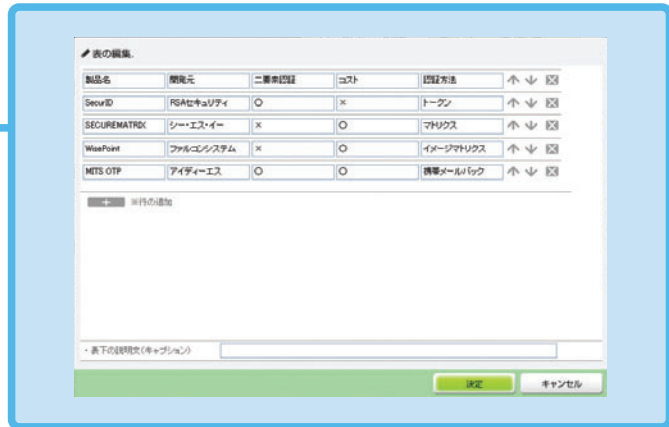 表の編集.
製品名 開発元 二要素認証 コスト 認証方法
SecurID RSAセキュリティ ○ × トークン
SECUREMATRIX シー・エス・イー × ○ マトリクス
WisePoint ファルコンシステム × ○ イメージマトリクス
MITS OTP アイディーエス ○ ○ 携帯メールバック
+ ※行の追加
・表下の説明文(キャプション)
決定 キャンセル